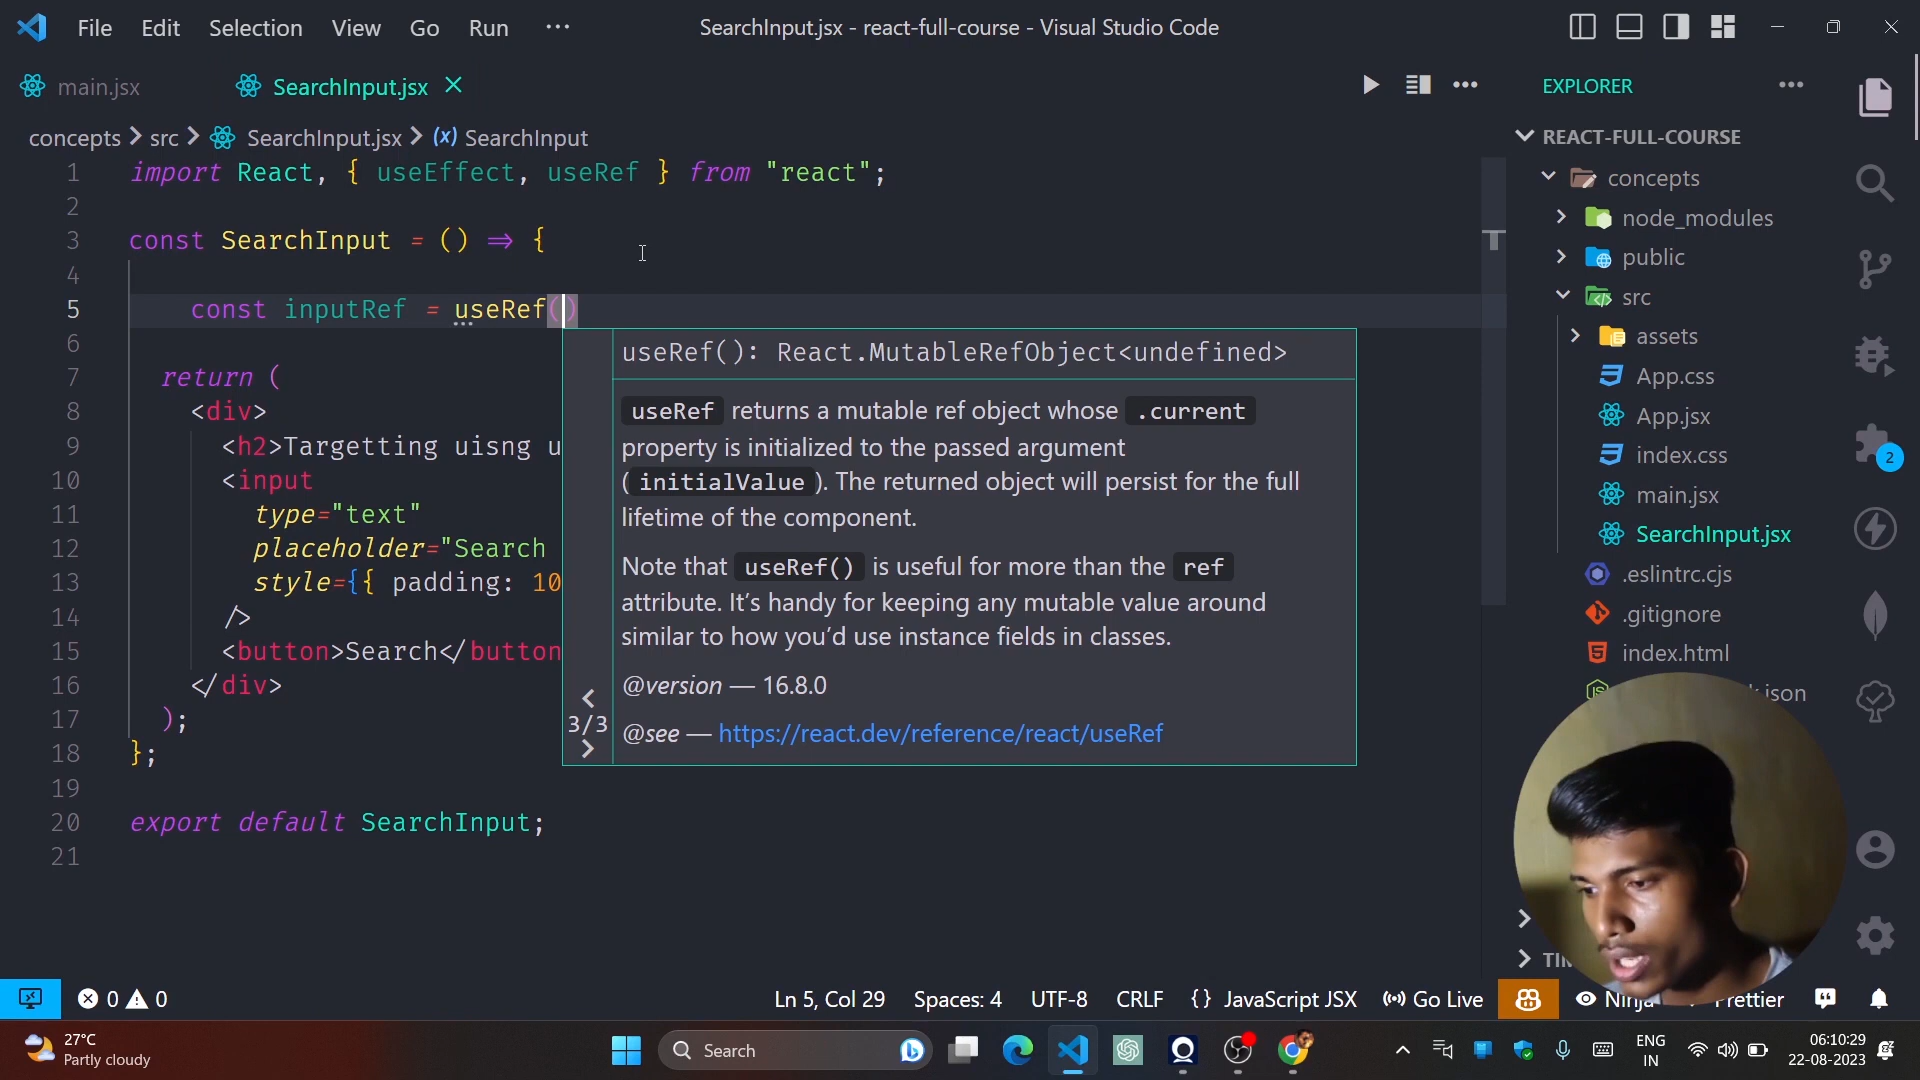 File Edit Selection View Go Run ···
SearchInput.jsx - react-full-course - Visual Studio Code
main.jsx
SearchInput.jsx
concepts > src > SearchInput.jsx > SearchInput
1 import React, { useEffect, useRef } from "react";
2
3 const SearchInput = () => {
4
5 const inputRef = useRef()
6
7 return (
8 <div>
9 <h2>Targetting uisng u
10 <input
11 type="text"
12 placeholder="Search
13 style={{ padding: 10
14 />
15 <button>Search</button
16 </div>
17 );
18 };
19
20 export default SearchInput;
21
useRef(): React.MutableRefObject<undefined>
useRef returns a mutable ref object whose .current
property is initialized to the passed argument
( initialValue ). The returned object will persist for the full
lifetime of the component.
Note that useRef() is useful for more than the ref
attribute. It’s handy for keeping any mutable value around
similar to how you’d use instance fields in classes.
@version — 16.8.0
@see — https://react.dev/reference/react/useRef
3/3
EXPLORER
REACT-FULL-COURSE
concepts
node_modules
public
src
assets
App.css
App.jsx
index.css
main.jsx
SearchInput.jsx
.eslintrc.cjs
.gitignore
index.html
2
0 0
Ln 5, Col 29 Spaces: 4 UTF-8 CRLF {} JavaScript JSX Go Live Ninja Prettier
27°C
Partly cloudy
Search
ENG
IN
06:10:29
22-08-2023